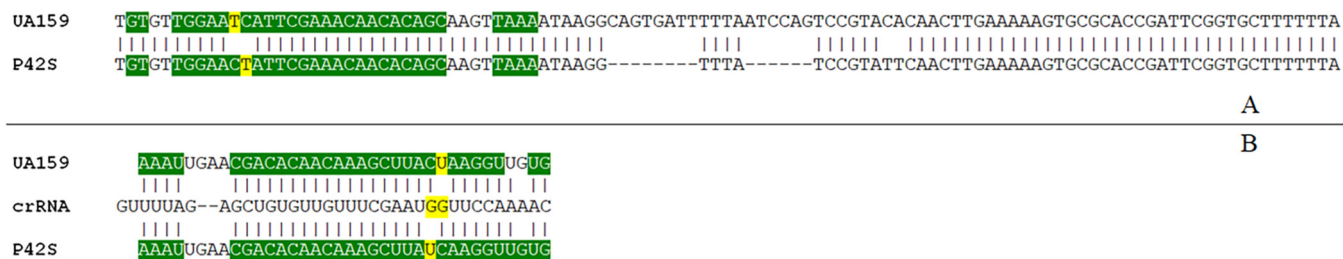 UA159 TGTGTTGGAATCATTCGAAACAACACAGCAAGTTAAAATAAGGCAGTGATTTTTAATCCAGTCCGTACACAACTTGAAAAAGTGCGCACCGATTCGGTGCTTTTTTA
P42S TGTGTTGGAACTATTCGAAACAACACAGCAAGTTAAAATAAGG--------TTTA------TCCGTATTCAACTTGAAAAAGTGCGCACCGATTCGGTGCTTTTTTA
A
B
UA159 AAAUUGAACGACACAACAAAGCUUACUAAGGUUGUG
crRNA GUUUUAG--AGCUGUGUUGUUUCGAAUGGUUCCAAAAC
P42S AAAUUGAACGACACAACAAAGCUUAUCAAGGUUGUG